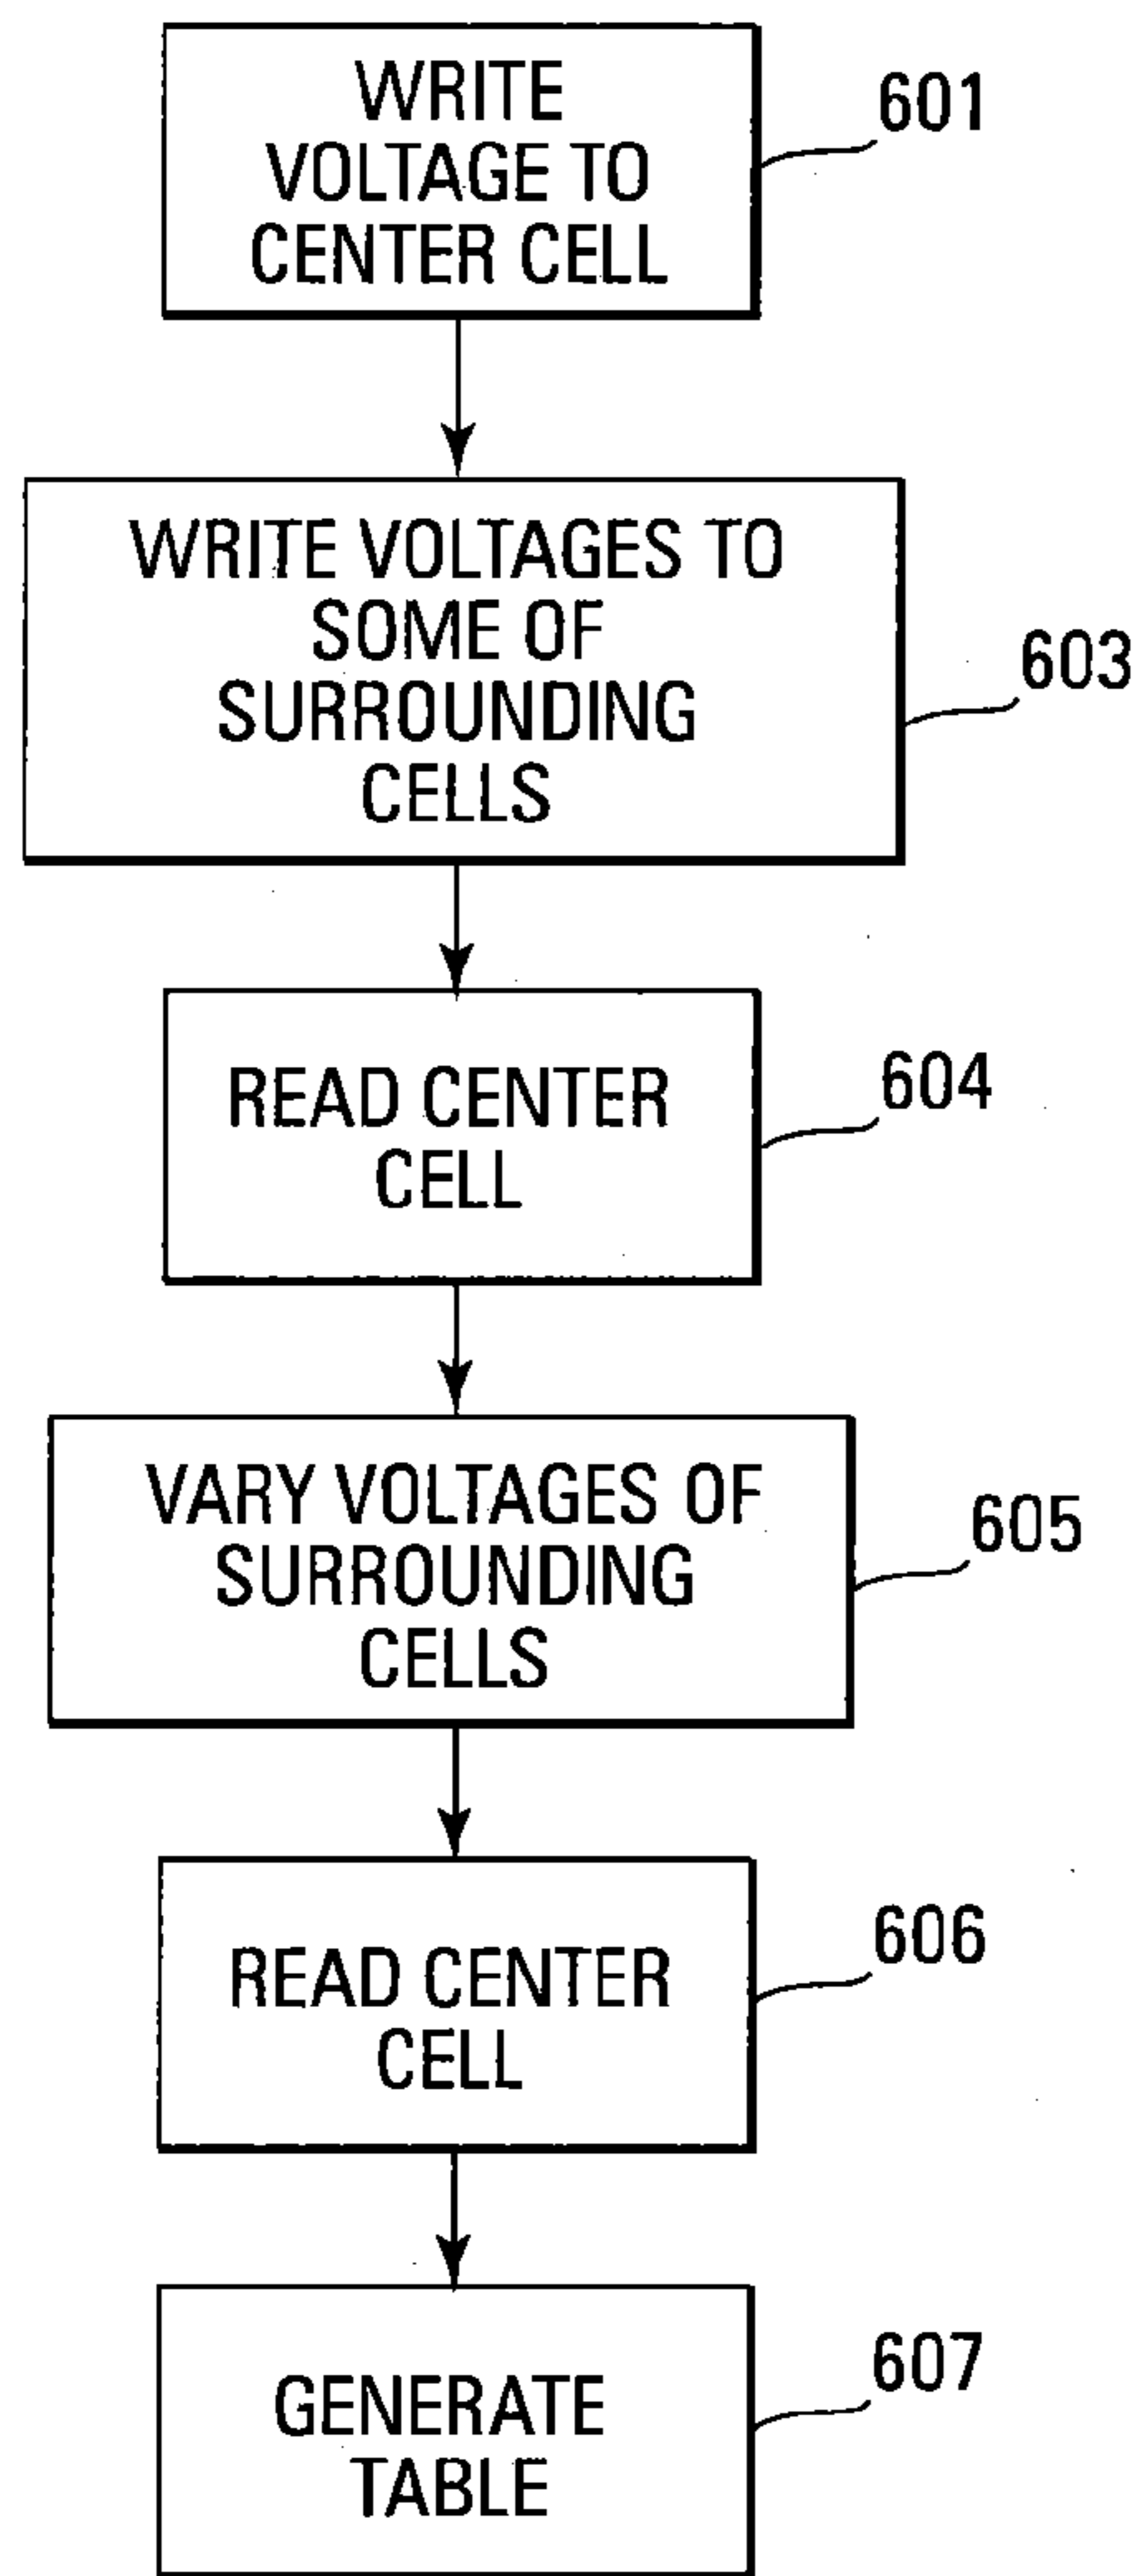 WRITE
VOLTAGE TO
CENTER CELL
601
WRITE VOLTAGES TO
SOME OF
SURROUNDING
CELLS
603
READ CENTER
CELL
604
VARY VOLTAGES OF
SURROUNDING
CELLS
605
READ CENTER
CELL
606
GENERATE
TABLE
607